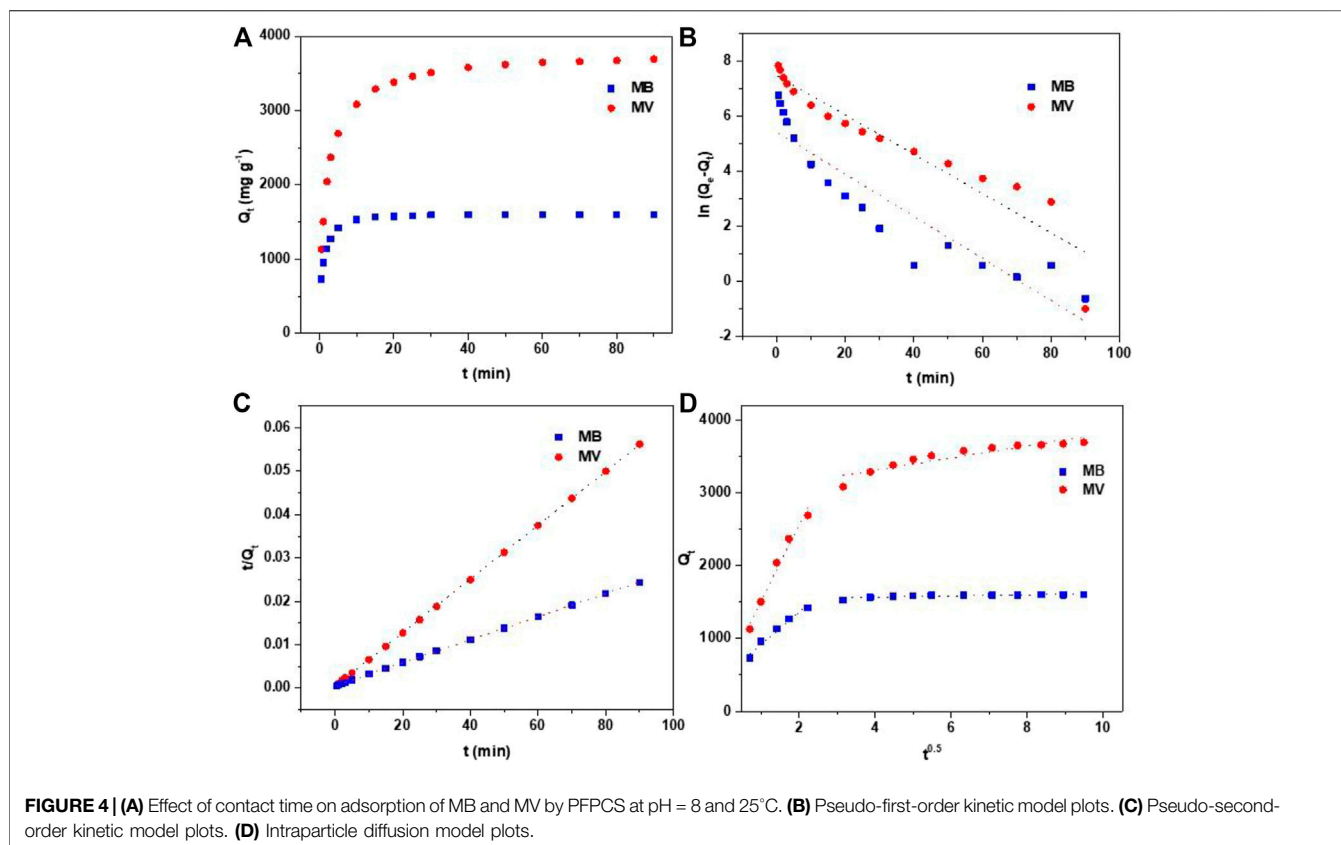 A
Q_t (mg g⁻¹)
4000
3000
2000
1000
0
MB
MV
0 20 40 60 80
t (min)
B
ln (Q_e-Q_t)
8
6
4
2
0
-2
MB
MV
0 20 40 60 80 100
t (min)
C
t/Q_t
0.06
0.05
0.04
0.03
0.02
0.01
0.00
MB
MV
0 20 40 60 80 100
t (min)
D
Q_t
4000
3000
2000
1000
0
MB
MV
2 4 6 8 10
t^0.5
FIGURE 4 | (A) Effect of contact time on adsorption of MB and MV by PFPCS at pH = 8 and 25°C. (B) Pseudo-first-order kinetic model plots. (C) Pseudo-second-
order kinetic model plots. (D) Intraparticle diffusion model plots.